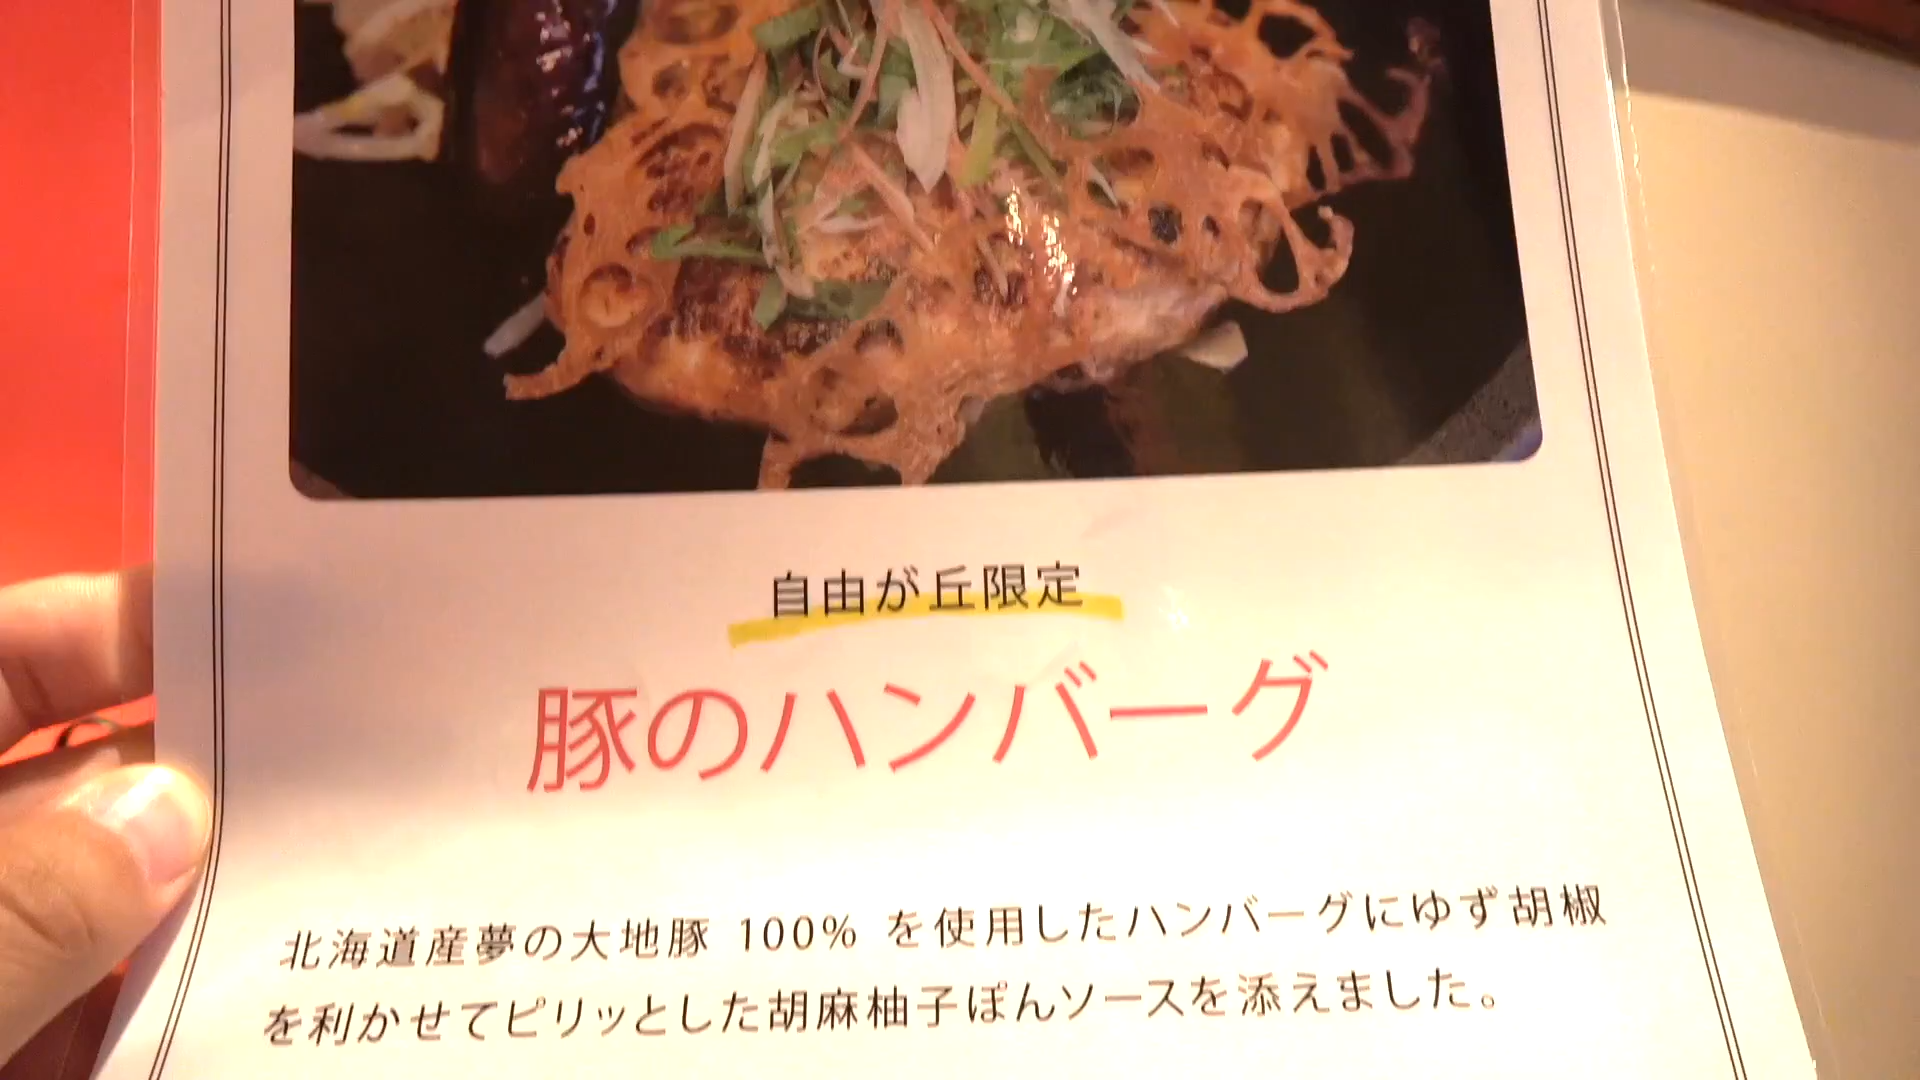 自由が丘限定
豚のハンバーグ
北海道産夢の大地豚 100% を使用したハンバーグにゆず胡椒
を利かせてピリッとした胡麻柚子ぽんソースを添えました。